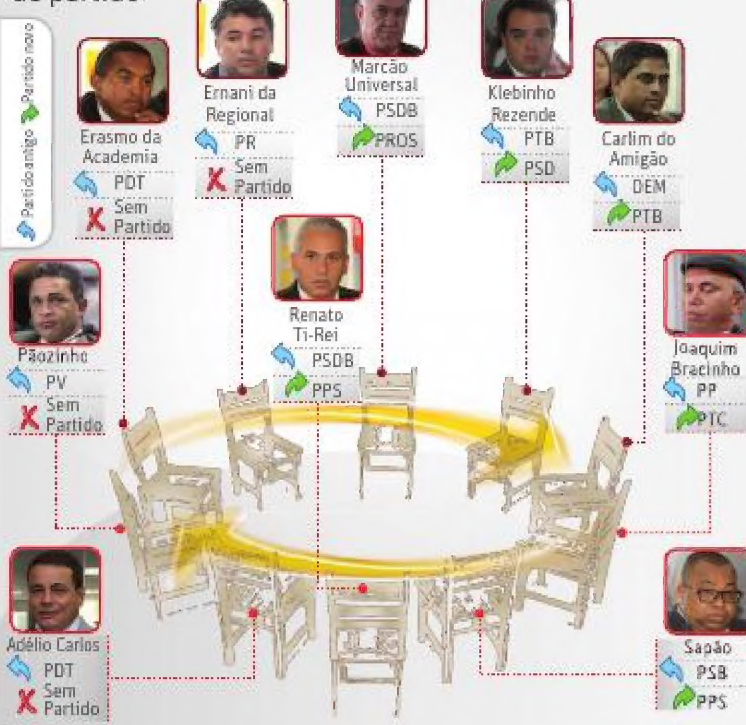 de partido
Partido antigo Partido novo
Erasmo da
Academia
PDT
Sem
Partido
Ernani da
Regional
PR
Sem
Partido
Marcão
Universal
PSDB
PROS
Klebinho
Rezende
PTB
PSD
Carlim do
Amigão
DEM
PTB
Renato
Ti-Rei
PSDB
PPS
Pãozinho
PV
Sem
Partido
Joaquim
Bracinho
PP
PTC
Adélio Carlos
PDT
Sem
Partido
Sapão
PSB
PPS